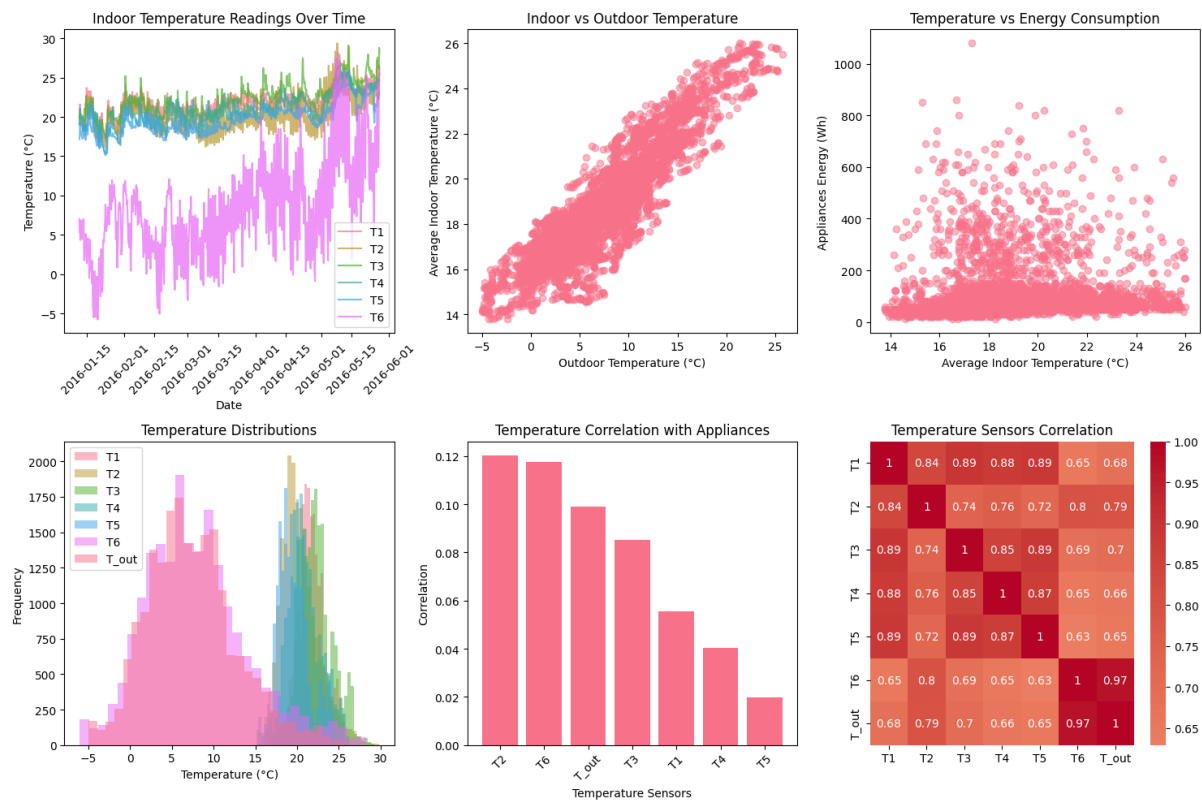 Indoor Temperature Readings Over Time
Temperature (°C)
30
25
20
15
10
5
0
−5
T1
T2
T3
T4
T5
T6
2016-01-15
2016-02-01
2016-02-15
2016-03-01
2016-03-15
2016-04-01
2016-04-15
2016-05-01
2016-05-15
2016-06-01
Date
Indoor vs Outdoor Temperature
Average Indoor Temperature (°C)
26
24
22
20
18
16
14
−5 0 5 10 15 20 25
Outdoor Temperature (°C)
Temperature vs Energy Consumption
Appliances Energy (Wh)
1000
800
600
400
200
0
14 16 18 20 22 24 26
Average Indoor Temperature (°C)
Temperature Distributions
Frequency
2000
1750
1500
1250
1000
750
500
250
0
T1
T2
T3
T4
T5
T6
T_out
−5 0 5 10 15 20 25 30
Temperature (°C)
Temperature Correlation with Appliances
Correlation
0.12
0.10
0.08
0.06
0.04
0.02
0.00
T2 T6 T_out T3 T1 T4 T5
Temperature Sensors
Temperature Sensors Correlation
T1 1 0.84 0.89 0.88 0.89 0.65 0.68
T2 0.84 1 0.74 0.76 0.72 0.8 0.79
T3 0.89 0.74 1 0.85 0.89 0.69 0.7
T4 0.88 0.76 0.85 1 0.87 0.65 0.66
T5 0.89 0.72 0.89 0.87 1 0.63 0.65
T6 0.65 0.8 0.69 0.65 0.63 1 0.97
T_out 0.68 0.79 0.7 0.66 0.65 0.97 1
T1 T2 T3 T4 T5 T6 T_out
1.00
0.95
0.90
0.85
0.80
0.75
0.70
0.65